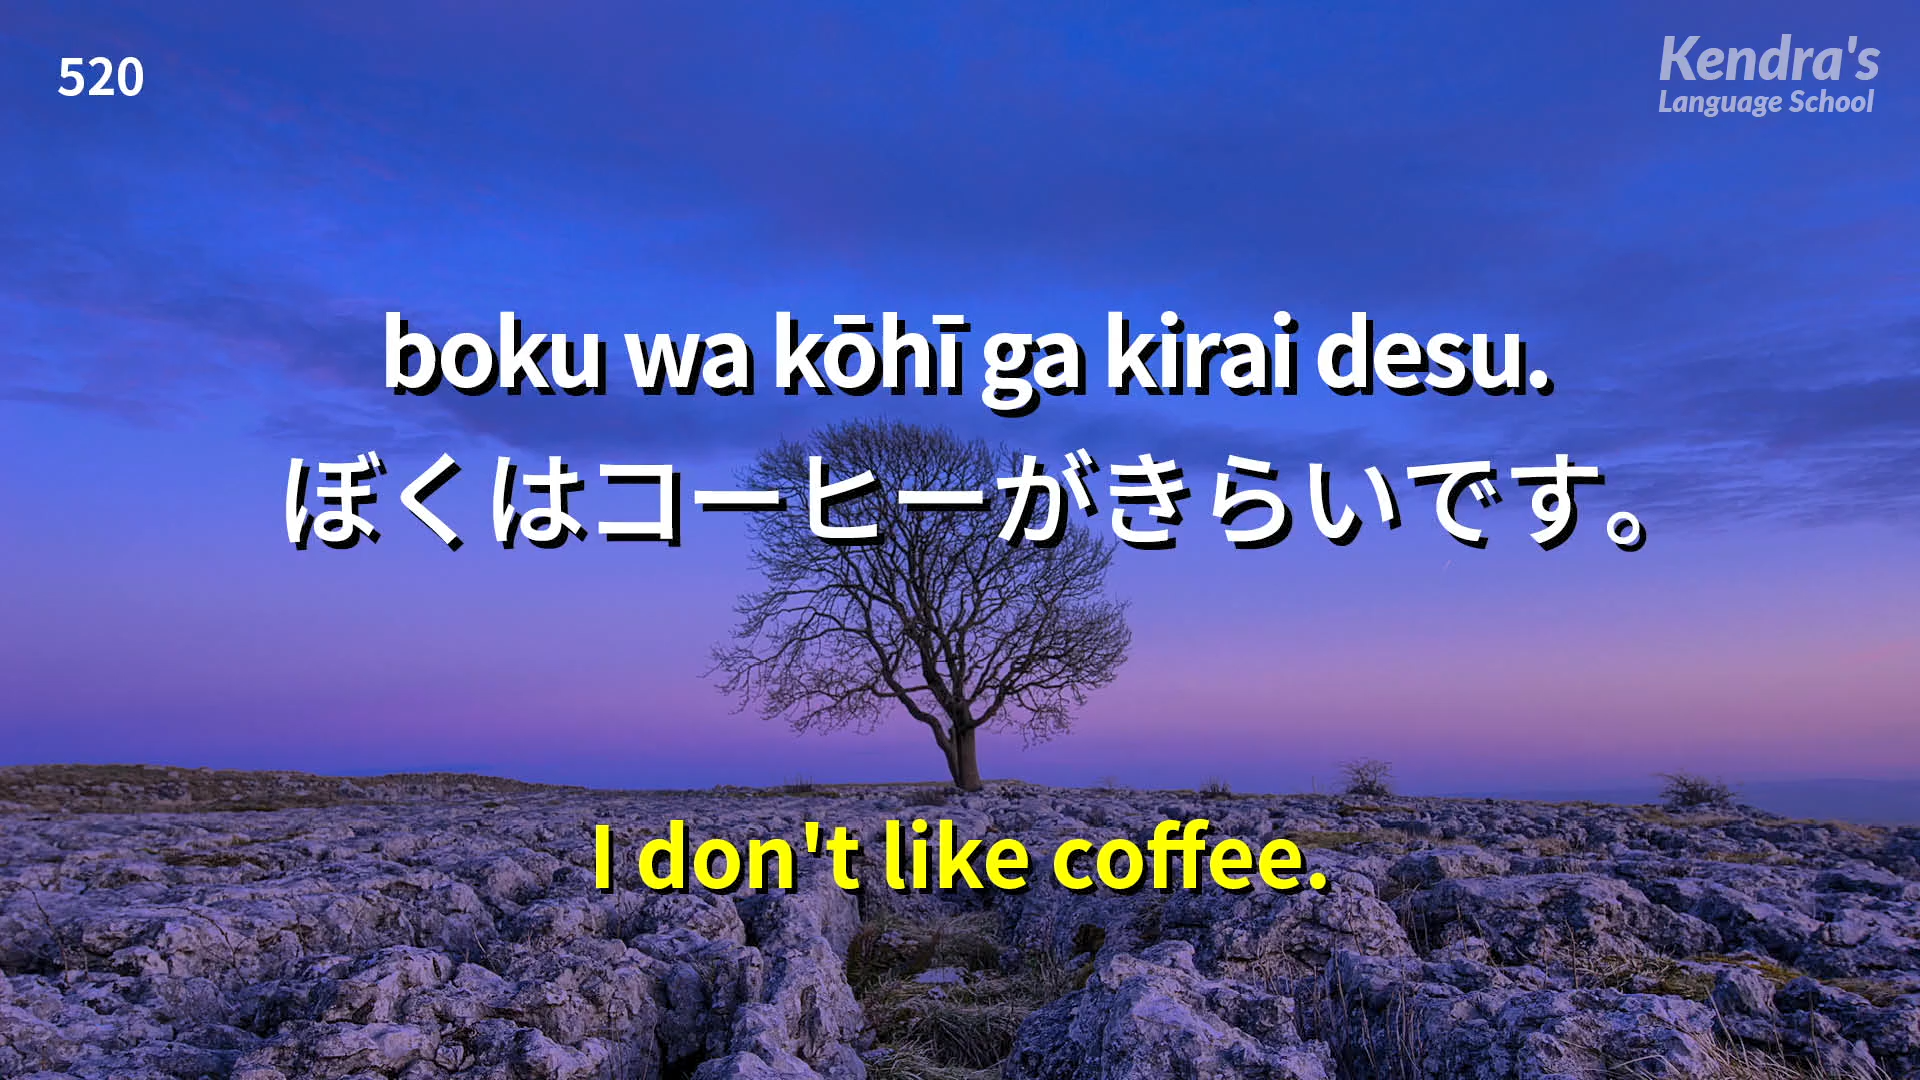 520
Kendra's
Language School
boku wa kōhī ga kirai desu.
ぼくはコーヒーがきらいです。
I don't like coffee.